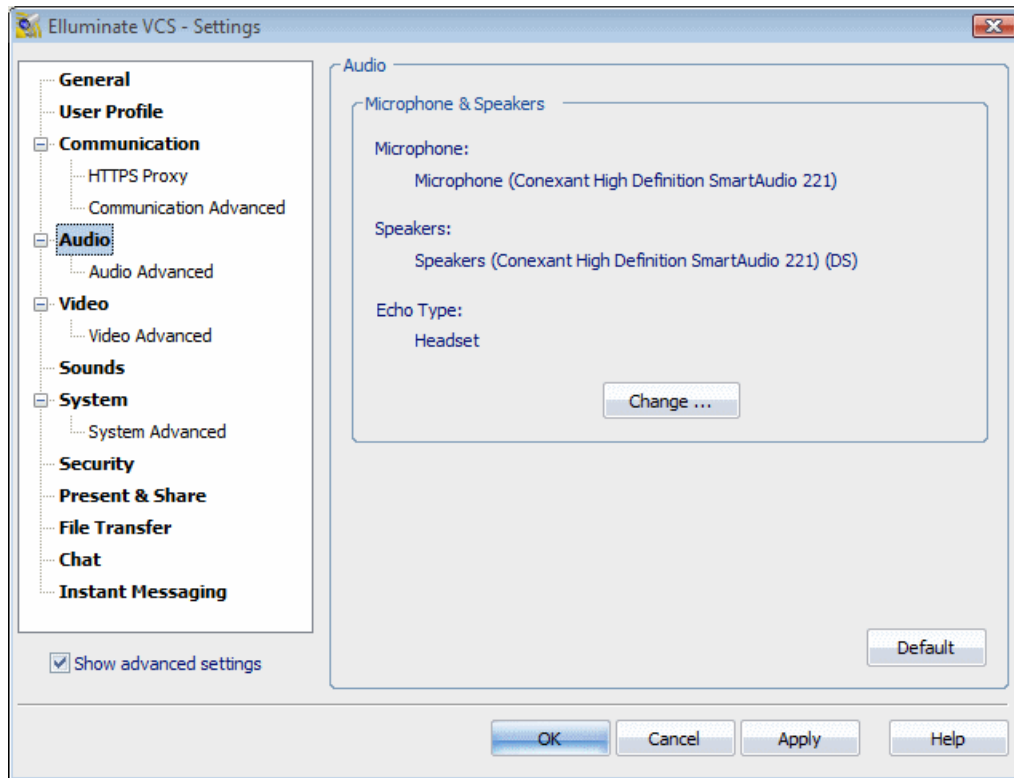 Elluminate VCS - Settings
General
User Profile
Communication
HTTPS Proxy
Communication Advanced
Audio
Audio Advanced
Video
Video Advanced
Sounds
System
System Advanced
Security
Present & Share
File Transfer
Chat
Instant Messaging
Show advanced settings
Audio
Microphone & Speakers
Microphone:
Microphone (Conexant High Definition SmartAudio 221)
Speakers:
Speakers (Conexant High Definition SmartAudio 221) (DS)
Echo Type:
Headset
Change ...
Default
OK
Cancel
Apply
Help